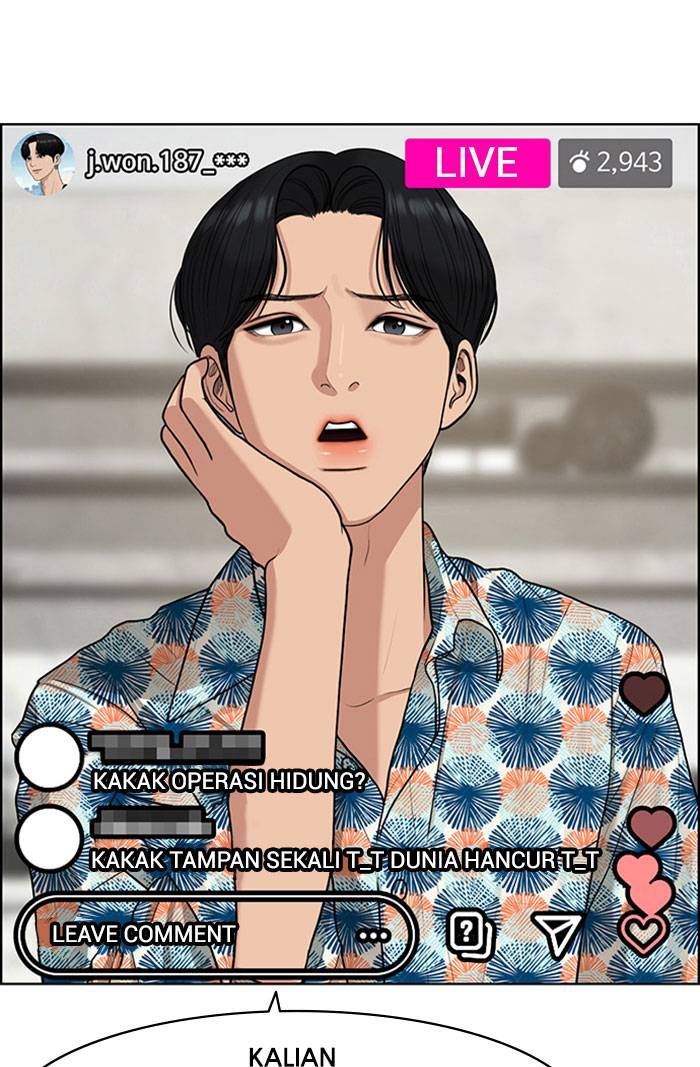 j.won.187_***
LIVE
2,943
KAKAK OPERASI HIDUNG?
KAKAK TAMPAN SEKALI T_T DUNIA HANCUR T_T
LEAVE COMMENT
?
KALIAN